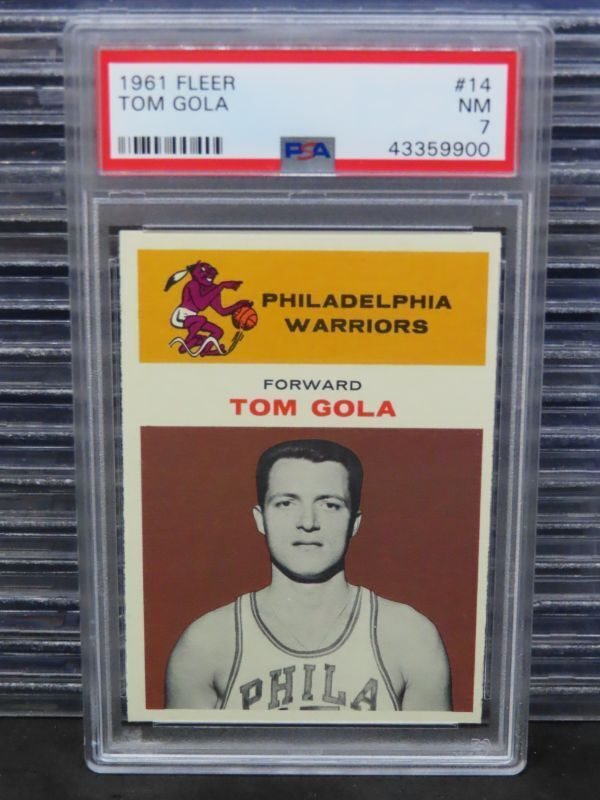 1961 FLEER #14
TOM GOLA NM
7
PSA 43359900
PHILADELPHIA
WARRIORS
FORWARD
TOM GOLA
PHILA